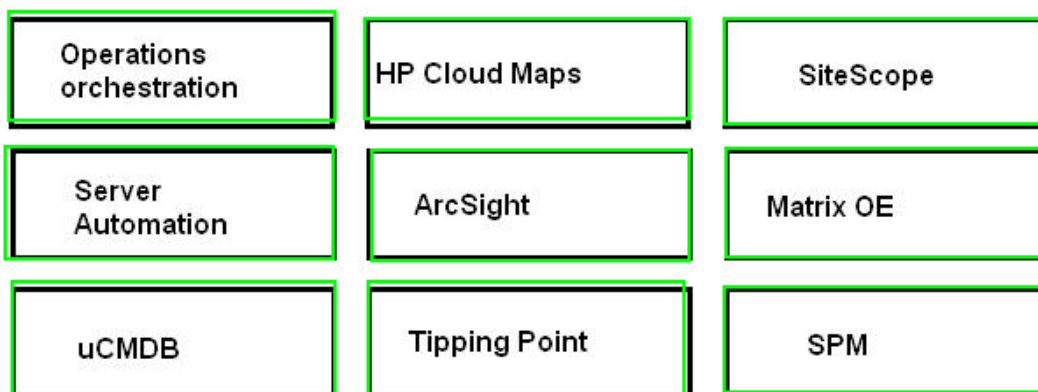 Operations
orchestration
HP Cloud Maps
SiteScope
Server
Automation
ArcSight
Matrix OE
uCMDB
Tipping Point
SPM